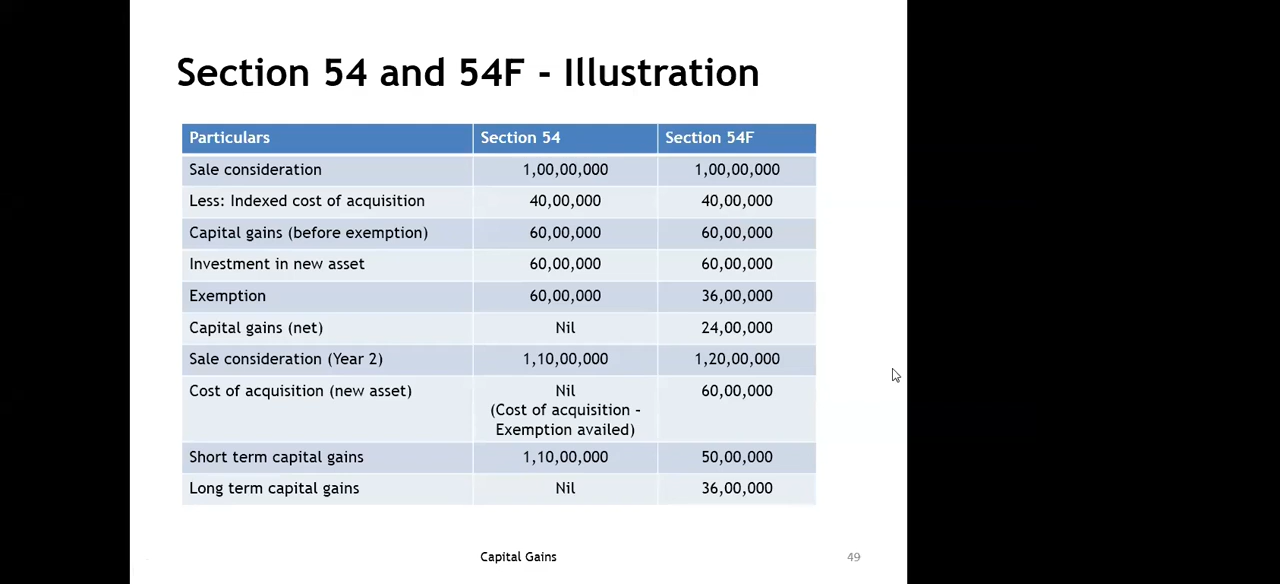 Section 54 and 54F - Illustration
Particulars Section 54 Section 54F
Sale consideration 1,00,00,000 1,00,00,000
Less: Indexed cost of acquisition 40,00,000 40,00,000
Capital gains (before exemption) 60,00,000 60,00,000
Investment in new asset 60,00,000 60,00,000
Exemption 60,00,000 36,00,000
Capital gains (net) Nil 24,00,000
Sale consideration (Year 2) 1,10,00,000 1,20,00,000
Cost of acquisition (new asset) Nil 60,00,000
(Cost of acquisition -
Exemption availed)
Short term capital gains 1,10,00,000 50,00,000
Long term capital gains Nil 36,00,000
Capital Gains 49